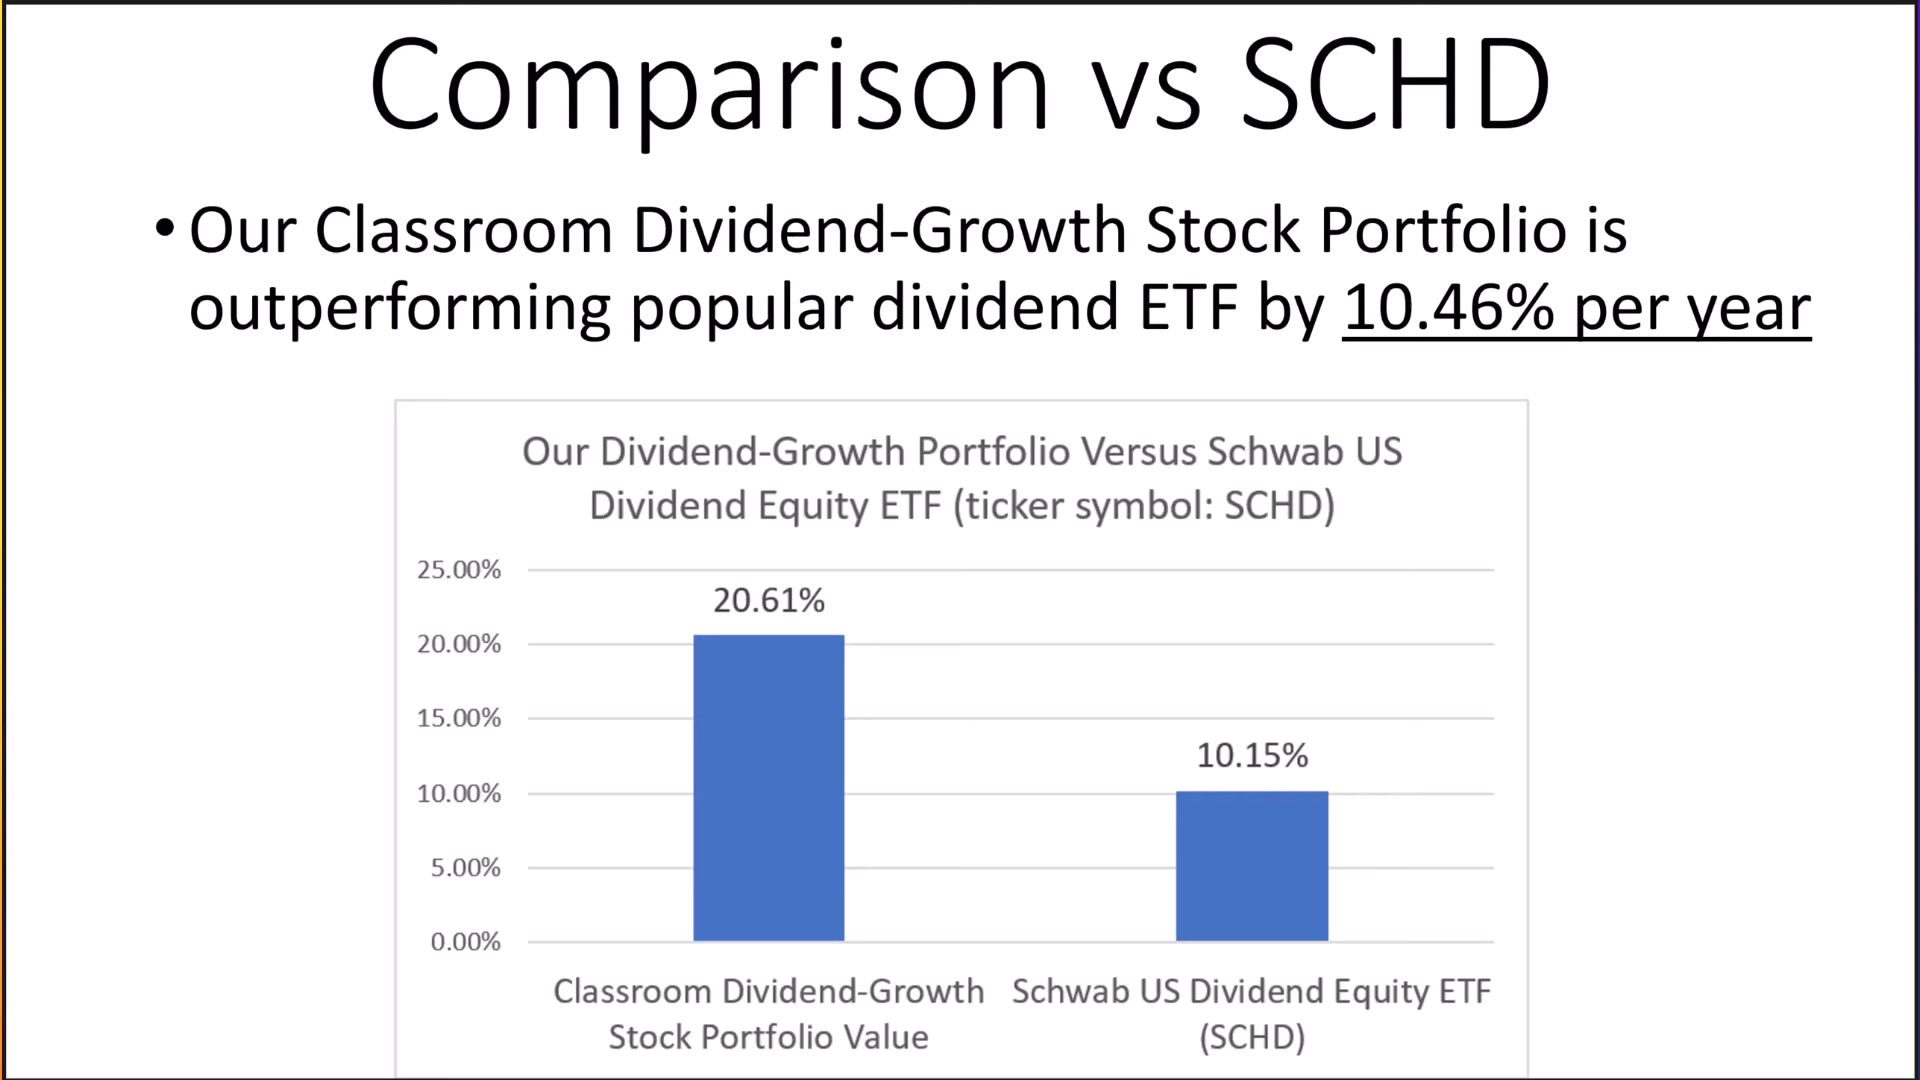 Comparison vs SCHD
• Our Classroom Dividend-Growth Stock Portfolio is
outperforming popular dividend ETF by 10.46% per year
Our Dividend-Growth Portfolio Versus Schwab US
Dividend Equity ETF (ticker symbol: SCHD)
25.00%
20.61%
20.00%
15.00%
10.15%
10.00%
5.00%
0.00%
Classroom Dividend-Growth
Stock Portfolio Value
Schwab US Dividend Equity ETF
(SCHD)